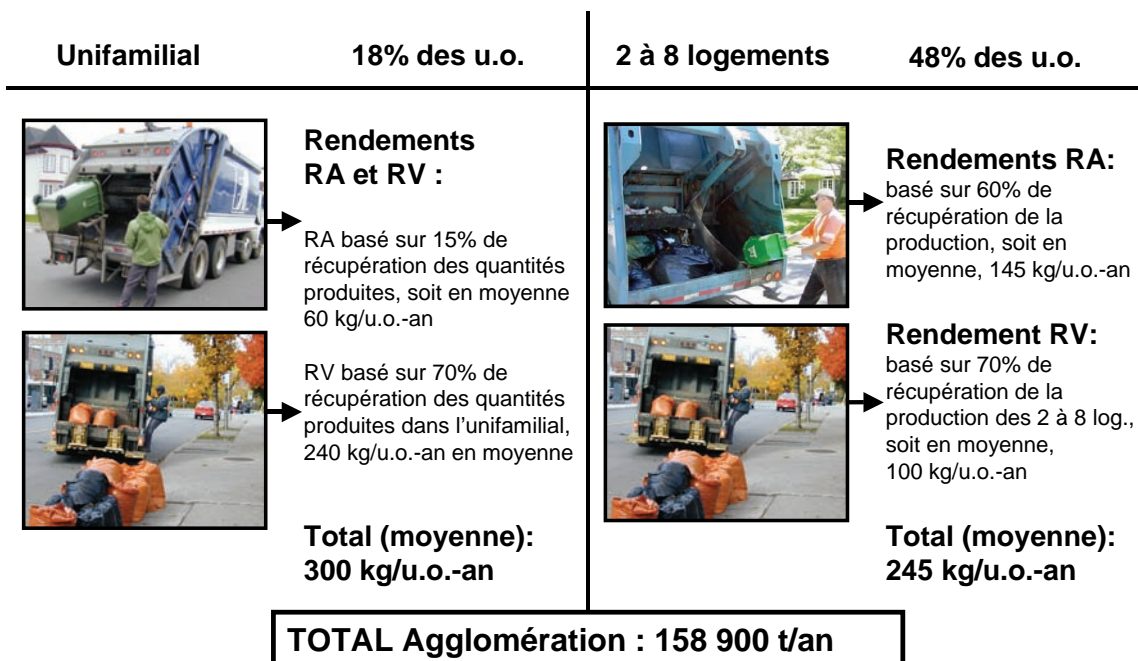 Unifamilial
18% des u.o.
2 à 8 logements
48% des u.o.
Rendements
RA et RV :
RA basé sur 15% de
récupération des quantités
produites, soit en moyenne
60 kg/u.o.-an
RV basé sur 70% de
récupération des quantités
produites dans l'unifamilial,
240 kg/u.o.-an en moyenne
Total (moyenne):
300 kg/u.o.-an
Rendements RA:
basé sur 60% de
récupération de la
production, soit en
moyenne, 145 kg/u.o.-an
Rendement RV:
basé sur 70% de
récupération de la
production des 2 à 8 log.,
soit en moyenne,
100 kg/u.o.-an
Total (moyenne):
245 kg/u.o.-an
TOTAL Agglomération : 158 900 t/an